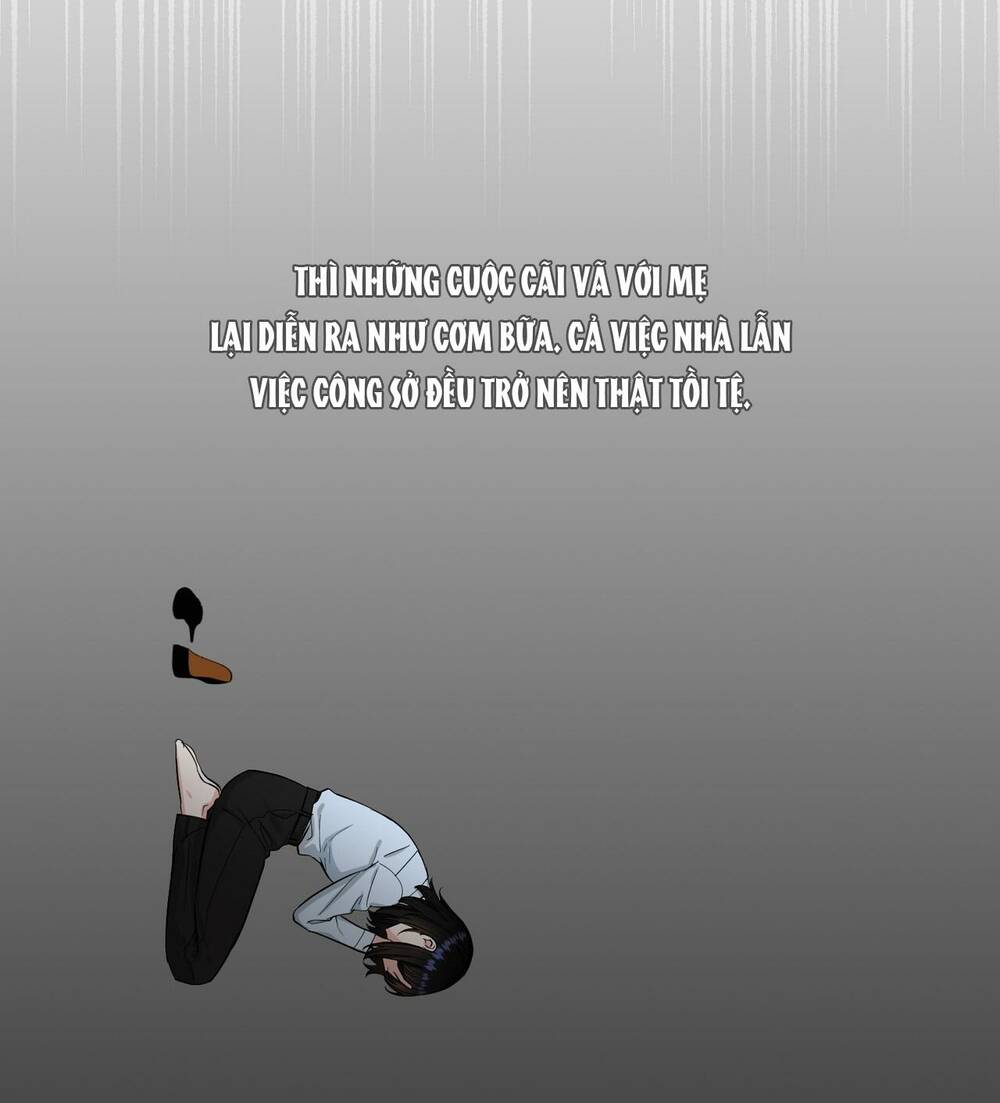 THÌ NHỮNG CUỘC CÃI VÃ VỚI MẸ
LẠI DIỄN RA NHƯ CƠM BỮA. CẢ VIỆC NHÀ LẪN
VIỆC CÔNG SỞ ĐỀU TRỞ NÊN THẬT TỒI TỆ.